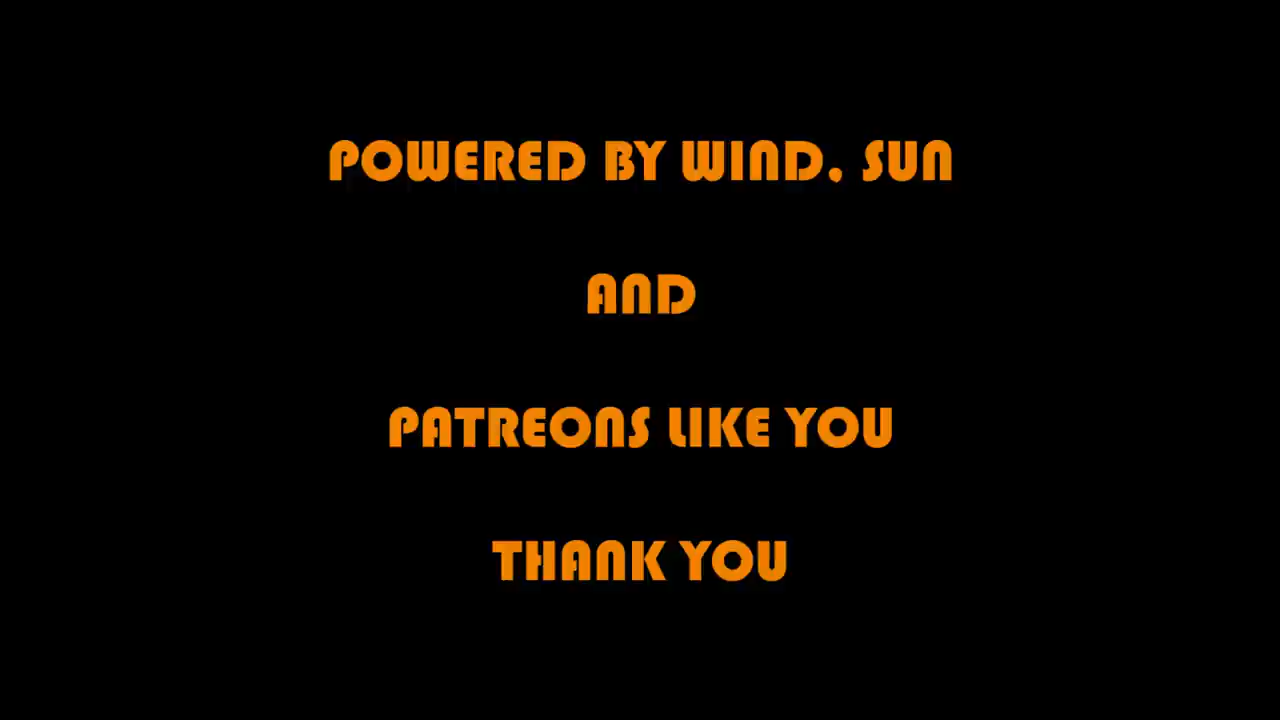 POWERED BY WIND, SUN
AND
PATREONS LIKE YOU
THANK YOU